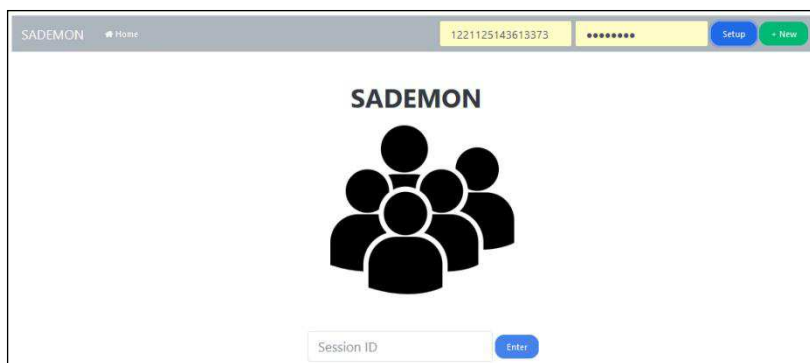 SADEMON Home 1221125143613373 •••••••• Setup + New
SADEMON
Session ID Enter